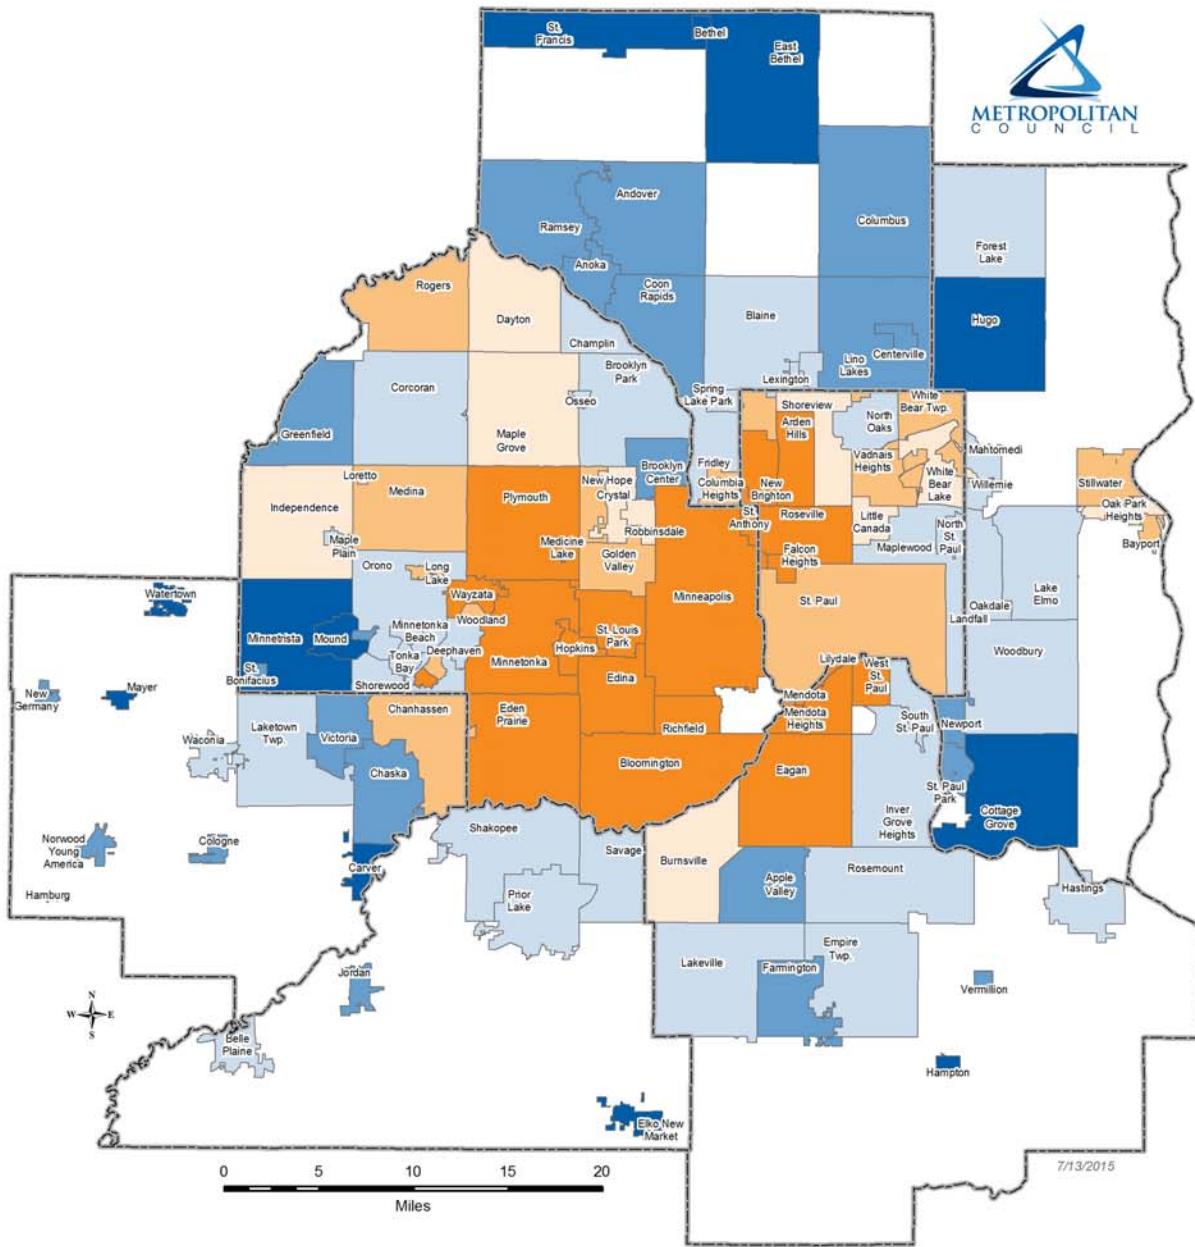 St.
Francis
Bethel
East
Bethel
METROPOLITAN
COUNCIL
Andover
Ramsey
Columbus
Forest
Lake
Anoka
Rogers
Coon
Rapids
Dayton
Blaine
Hugo
Champlin
Centerville
Lino
Lakes
Brooklyn
Park
Corcoran
Lexington
Spring
Lake Park
Osseo
Shoreview
White
Bear Twp.
North
Oaks
Arden
Hills
Greenfield
Maple
Grove
Mahtomedi
Vadnais
Heights
Fridley
Brooklyn
Center
White
Bear
Lake
Willernie
Loretto
Medina
Plymouth
New Hope
Crystal
Columbia
Heights
New
Brighton
Stillwater
Oak Park
Heights
Independence
St.
Anthony
Roseville
Little
Canada
North
St.
Paul
Robbinsdale
Maple
Plain
Medicine
Lake
Golden
Valley
Maplewood
Bayport
Falcon
Heights
Orono
Long
Lake
Watertown
Wayzata
Minneapolis
St. Paul
Oakdale
Lake
Elmo
Landfall
Woodland
Minnetonka
Beach
Minnetrista
Mound
St. Louis
Park
Hopkins
Deephaven
Tonka
Bay
Minnetonka
Woodbury
St.
Bonifacius
Lilydale
West
St.
Paul
Edina
Shorewood
New
Germany
Mayer
Mendota
Mendota
Heights
Chanhassen
Eden
Prairie
Richfield
South
St. Paul
Newport
Laketown
Twp.
Victoria
Waconia
Chaska
Bloomington
Eagan
St. Paul
Park
Cottage
Grove
Inver
Grove
Heights
Shakopee
Norwood
Young
America
Cologne
Savage
Burnsville
Carver
Rosemount
Apple
Valley
Hastings
Hamburg
Prior
Lake
Empire
Twp.
Lakeville
Farmington
Jordan
Vermillion
N
W E
S
Belle
Plaine
Hampton
Elko New
Market
7/13/2015
0 5 10 15 20
Miles